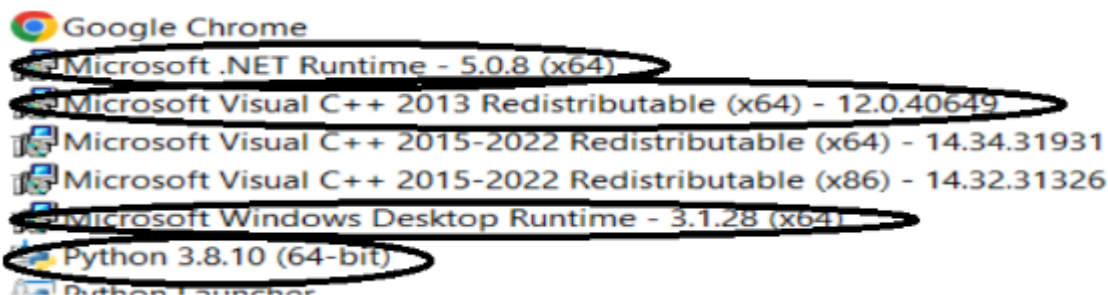 Google Chrome
Microsoft .NET Runtime - 5.0.8 (x64)
Microsoft Visual C++ 2013 Redistributable (x64) - 12.0.40649
Microsoft Visual C++ 2015-2022 Redistributable (x64) - 14.34.31931
Microsoft Visual C++ 2015-2022 Redistributable (x86) - 14.32.31326
Microsoft Windows Desktop Runtime - 3.1.28 (x64)
Python 3.8.10 (64-bit)
Python Launcher